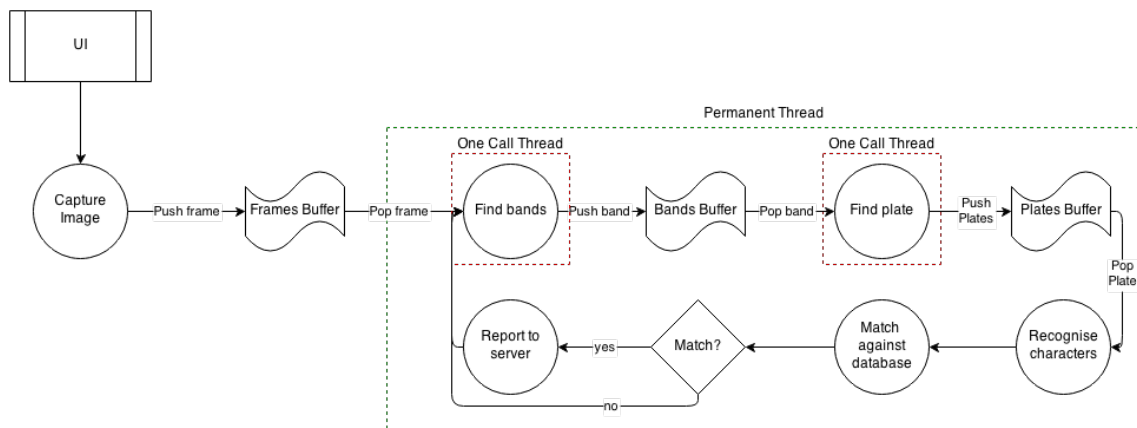 UI
Permanent Thread
One Call Thread
One Call Thread
Capture
Image
Push frame
Frames Buffer
Pop frame
Find bands
Push band
Bands Buffer
Pop band
Find plate
Push
Plates
Plates Buffer
Pop
Plate
Report to
server
yes
Match?
Match
against
database
Recognise
characters
no